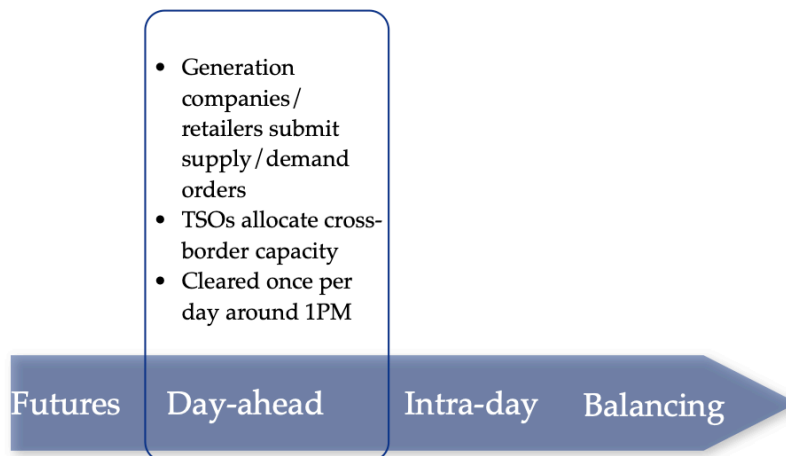 • Generation
companies/
retailers submit
supply/demand
orders
• TSOs allocate cross-
border capacity
• Cleared once per
day around 1PM
Futures Day-ahead Intra-day Balancing